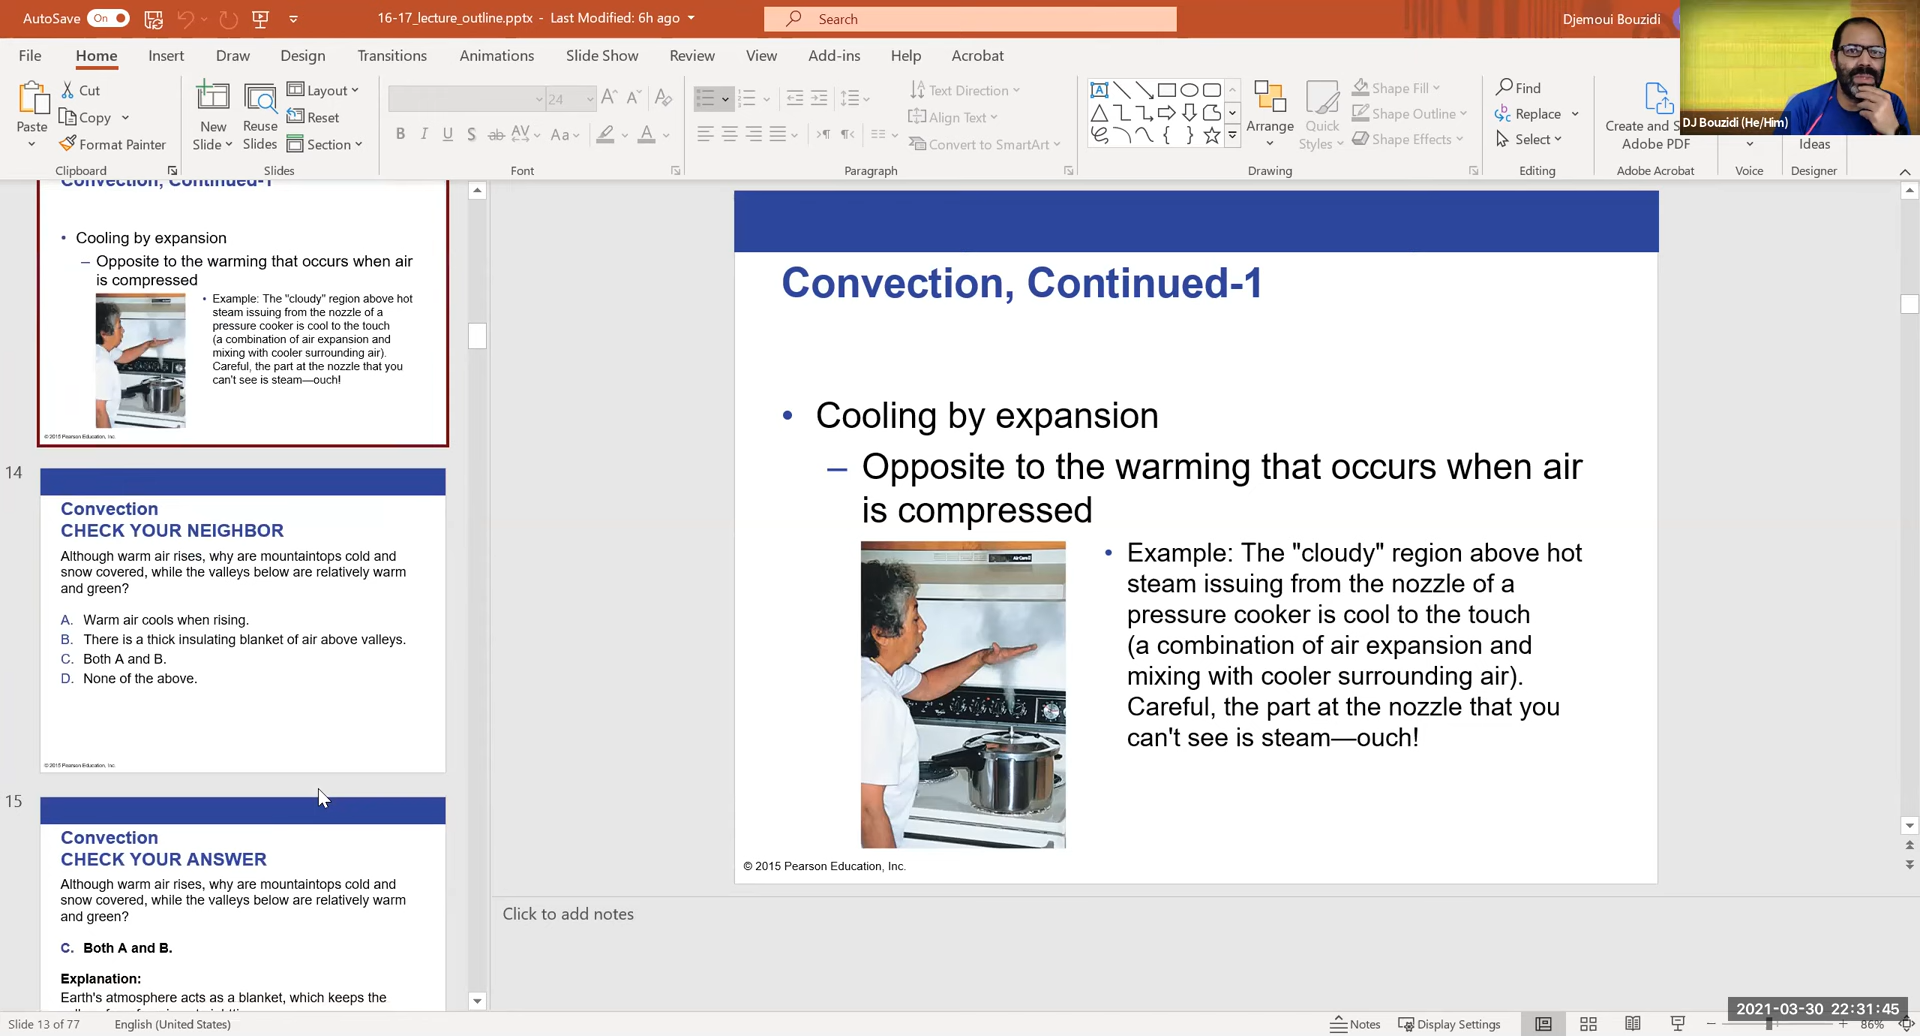 AutoSave On 16-17_lecture_outline.pptx - Last Modified: 6h ago Search Djemoui Bouzidi
File Home Insert Draw Design Transitions Animations Slide Show Review View Add-ins Help Acrobat
Paste
Cut
Copy
Format Painter
Clipboard
New
Slide
Reuse
Slides
Layout
Reset
Section
Slides
24
Font
Text Direction
Align Text
Convert to SmartArt
Paragraph
Arrange
Quick
Styles
Shape Fill
Shape Outline
Shape Effects
Drawing
Find
Replace
Select
Editing
Create and S
Adobe PDF
Adobe Acrobat
Voice
Ideas
Designer
DJ Bouzidi (He/Him)
Convection, Continued-1
• Cooling by expansion
– Opposite to the warming that occurs when air
is compressed
• Example: The "cloudy" region above hot
steam issuing from the nozzle of a
pressure cooker is cool to the touch
(a combination of air expansion and
mixing with cooler surrounding air).
Careful, the part at the nozzle that you
can't see is steam—ouch!
© 2015 Pearson Education, Inc.
14
Convection
CHECK YOUR NEIGHBOR
Although warm air rises, why are mountaintops cold and
snow covered, while the valleys below are relatively warm
and green?
A. Warm air cools when rising.
B. There is a thick insulating blanket of air above valleys.
C. Both A and B.
D. None of the above.
© 2015 Pearson Education, Inc.
15
Convection
CHECK YOUR ANSWER
Although warm air rises, why are mountaintops cold and
snow covered, while the valleys below are relatively warm
and green?
C. Both A and B.
Explanation:
Earth's atmosphere acts as a blanket, which keeps the
Convection, Continued-1
• Cooling by expansion
– Opposite to the warming that occurs when air
is compressed
• Example: The "cloudy" region above hot
steam issuing from the nozzle of a
pressure cooker is cool to the touch
(a combination of air expansion and
mixing with cooler surrounding air).
Careful, the part at the nozzle that you
can't see is steam—ouch!
© 2015 Pearson Education, Inc.
Click to add notes
2021-03-30 22:31:45
Slide 13 of 77 English (United States) Notes Display Settings 86%